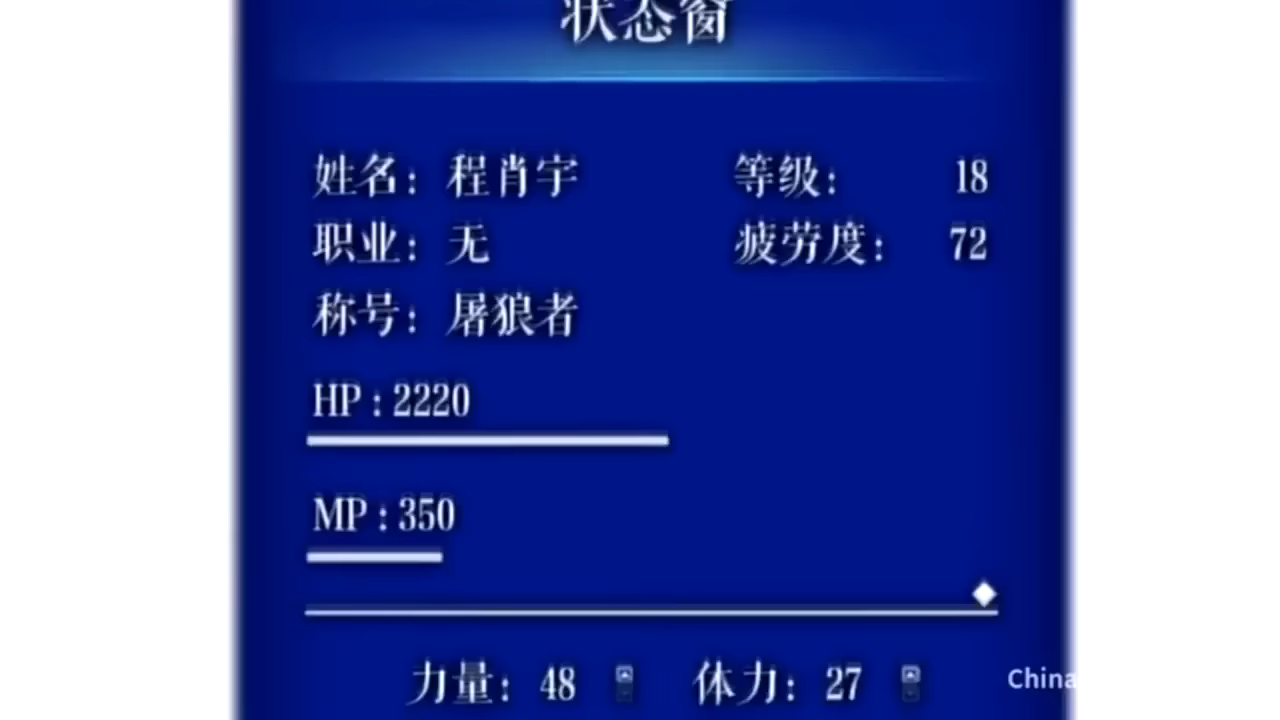 状态窗
姓名：程肖宇 等级： 18
职业：无 疲劳度： 72
称号：屠狼者
HP : 2220
MP : 350
力量： 48 体力： 27
China